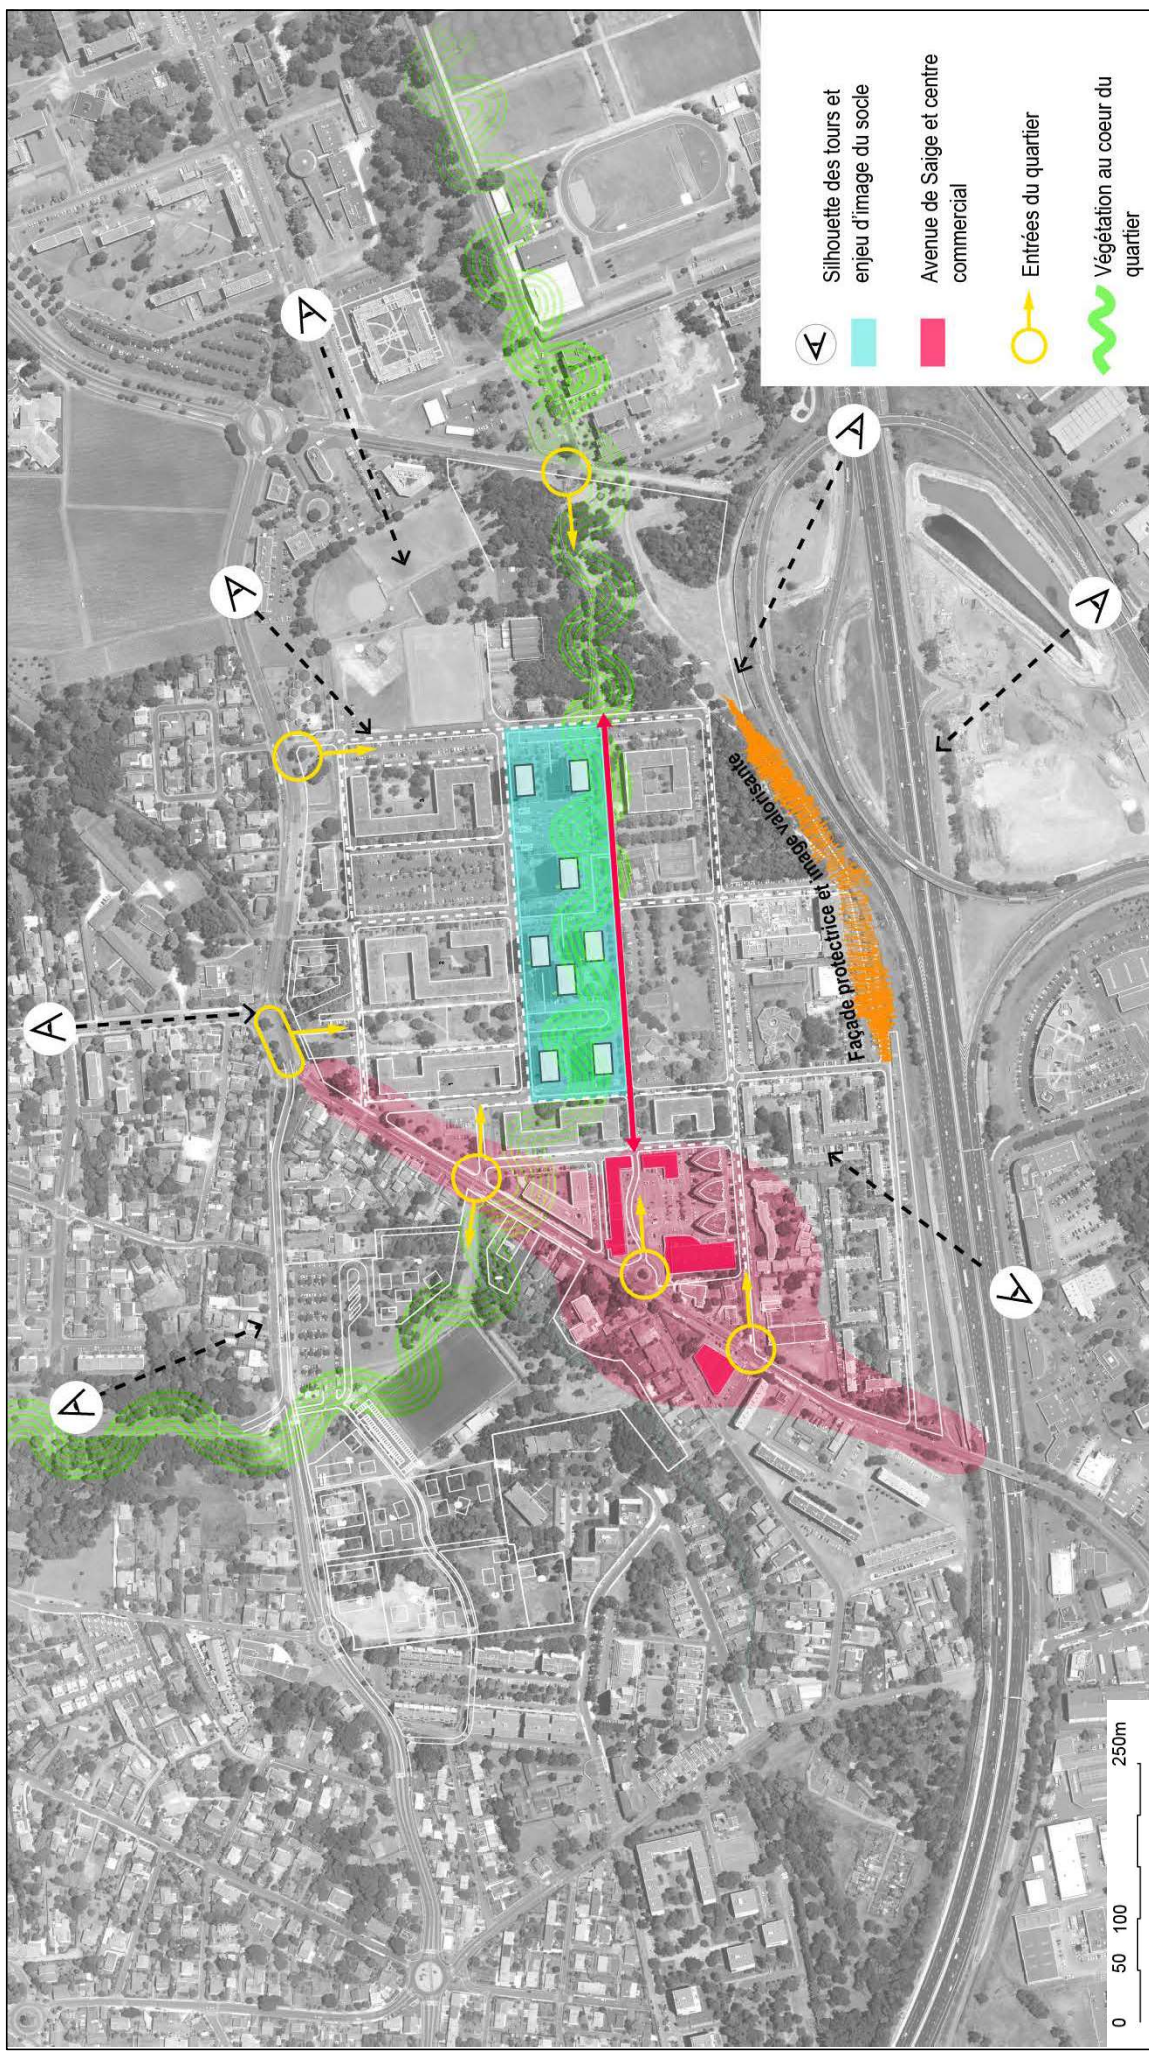 Silhouette des tours et
enjeu d'image du socle
Avenue de Saige et centre
commercial
Entrées du quartier
Végétation au coeur du
quartier
Façade protectrice et image valorisante
0 50 100 250m